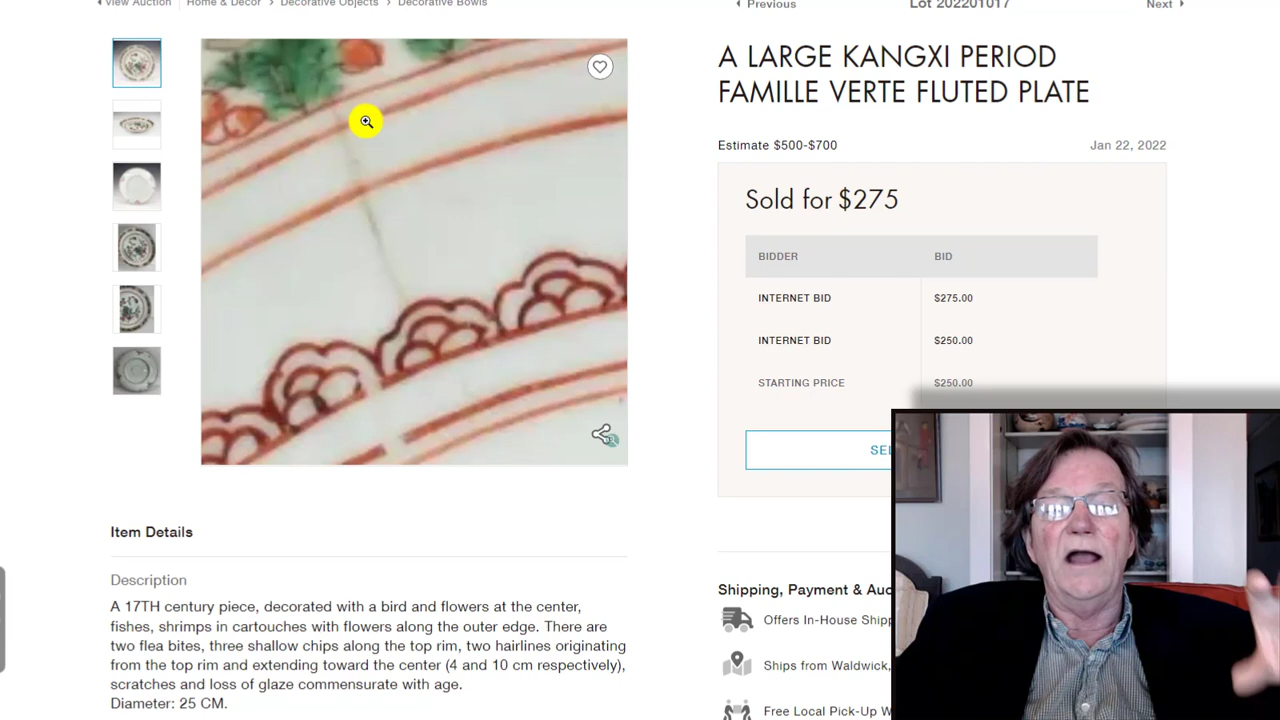 View Auction Home & Decor > Decorative Objects > Decorative Bowls
Previous Lot 202201017 Next
A LARGE KANGXI PERIOD
FAMILLE VERTE FLUTED PLATE
Estimate $500-$700 Jan 22, 2022
Sold for $275
BIDDER BID
INTERNET BID $275.00
INTERNET BID $250.00
STARTING PRICE $250.00
SEL
Item Details
Description
A 17TH century piece, decorated with a bird and flowers at the center,
fishes, shrimps in cartouches with flowers along the outer edge. There are
two flea bites, three shallow chips along the top rim, two hairlines originating
from the top rim and extending toward the center (4 and 10 cm respectively),
scratches and loss of glaze commensurate with age.
Diameter: 25 CM.
Shipping, Payment & Auc
Offers In-House Shipp
Ships from Waldwick,
Free Local Pick-Up W